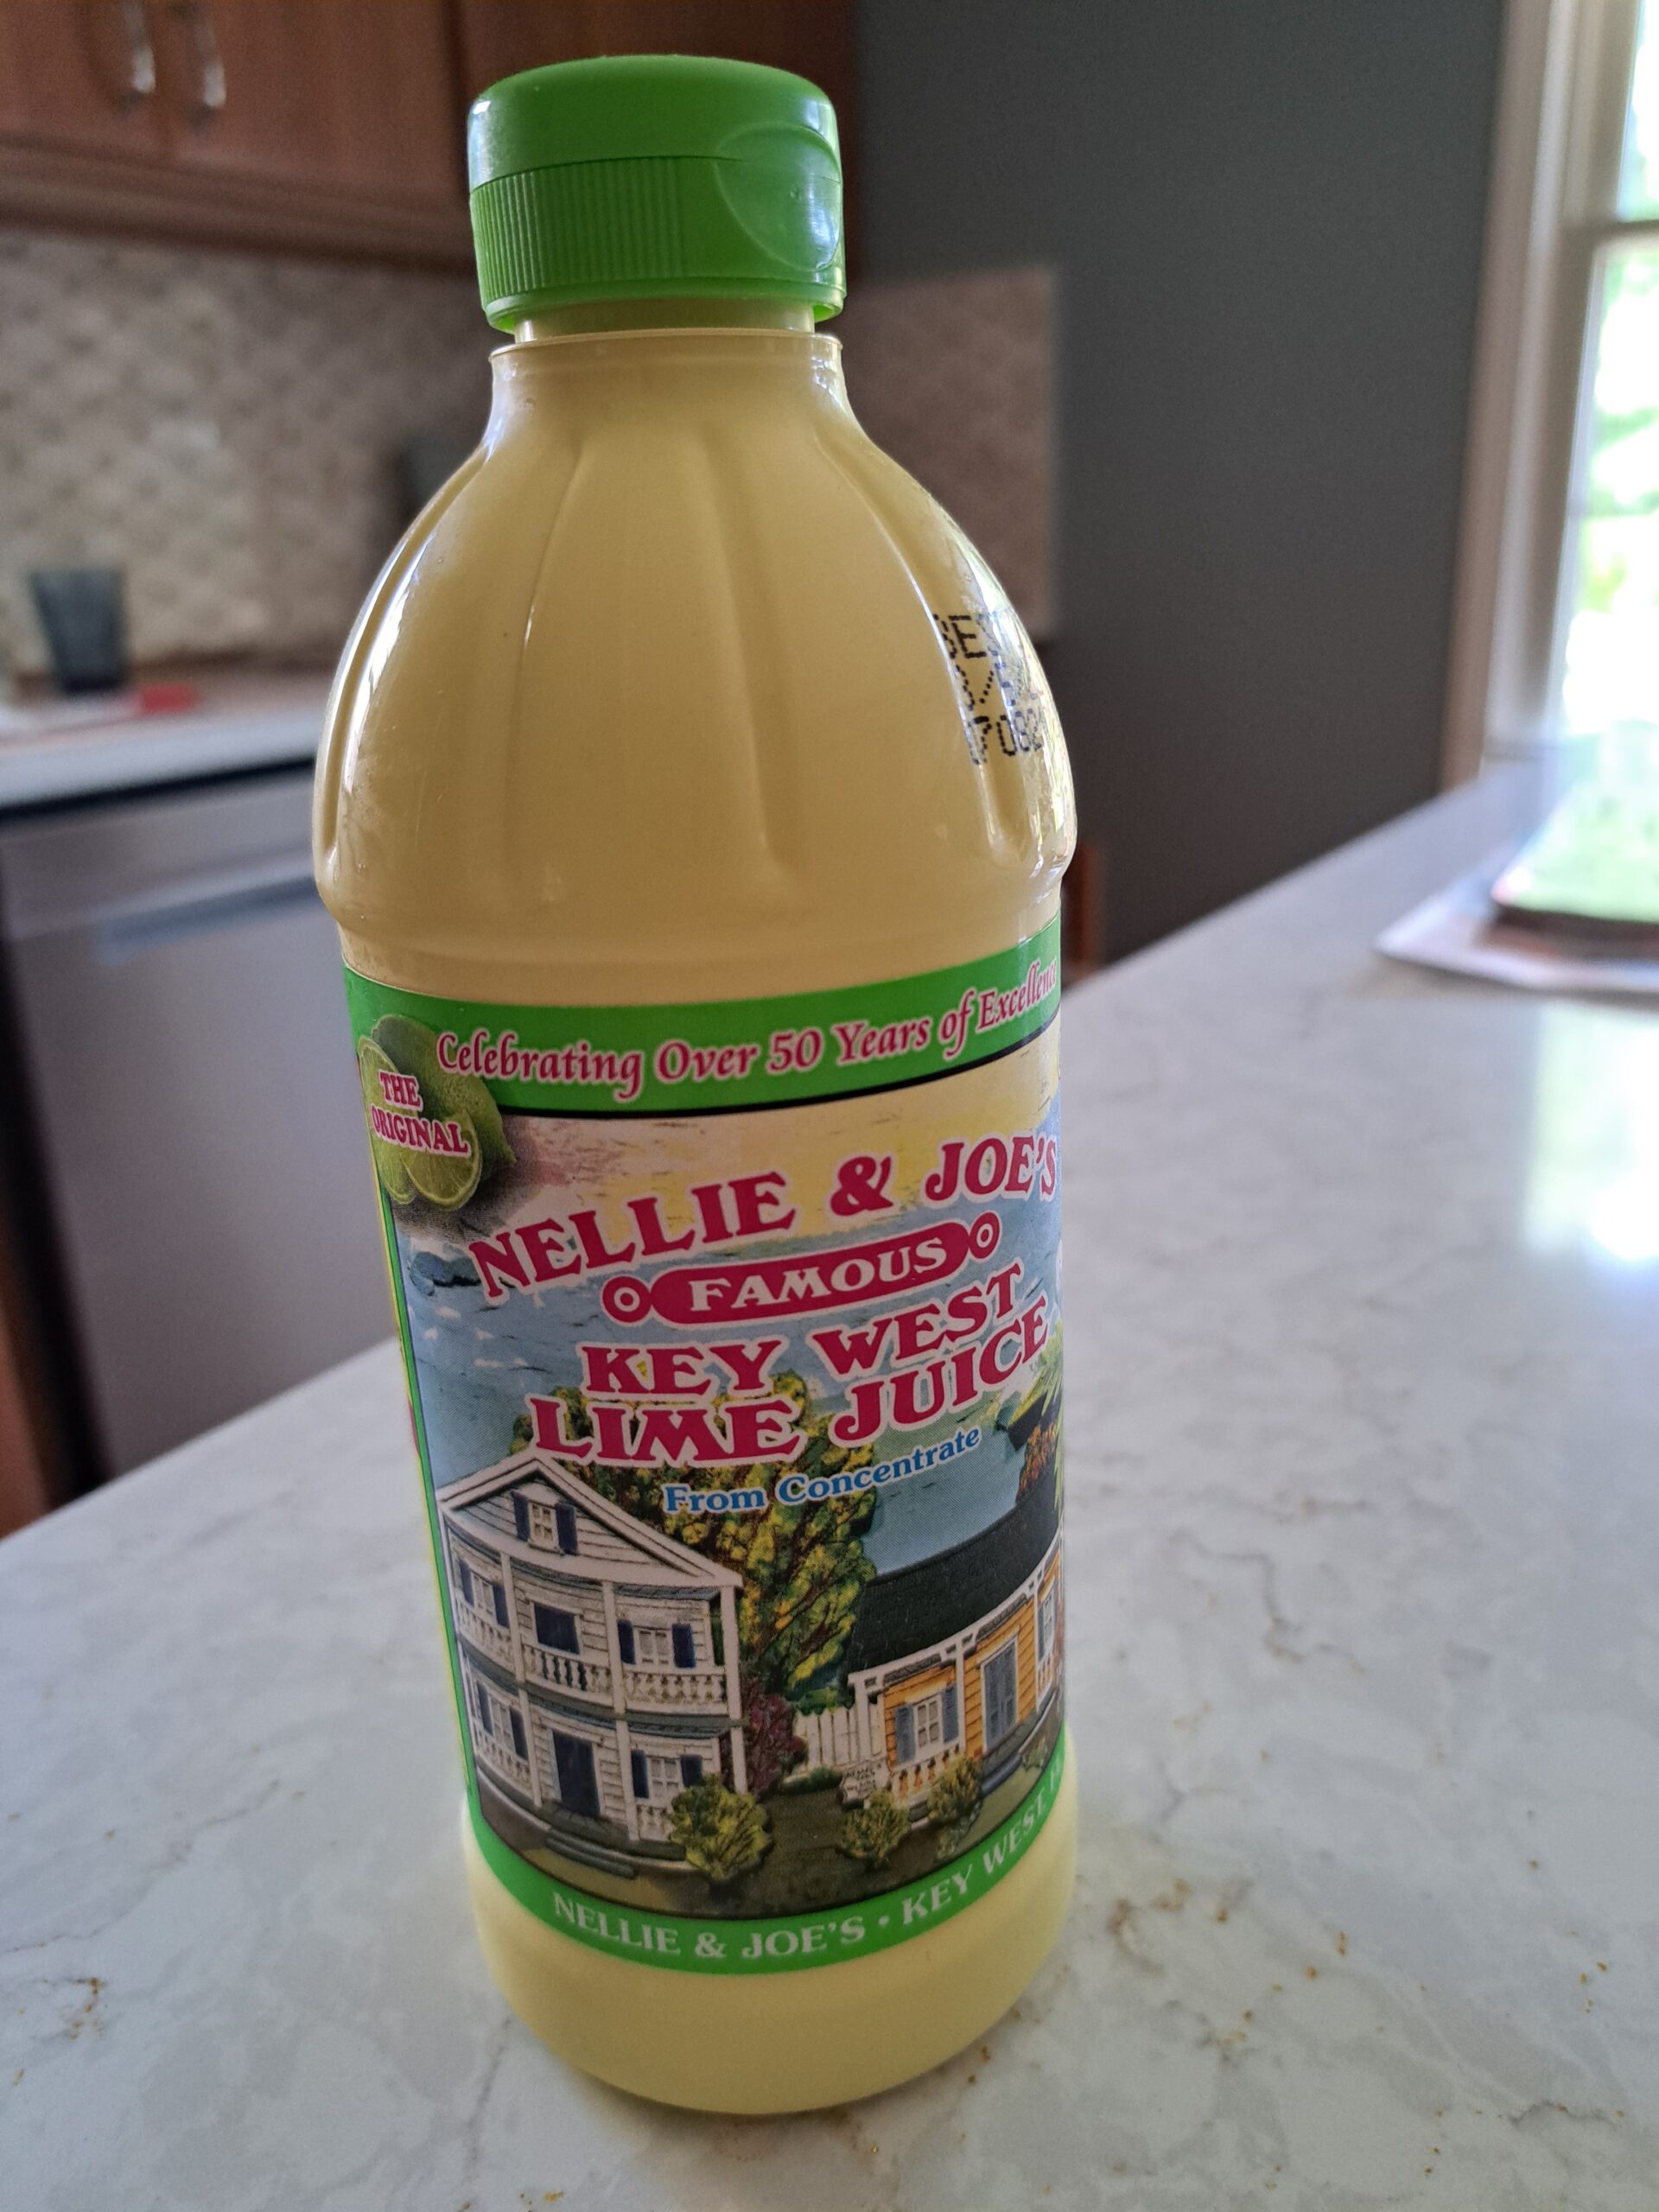 Celebrating Over 50 Years of Excellence
THE
ORIGINAL
NELLIE & JOE'S
FAMOUS
KEY WEST
LIME JUICE
From Concentrate
NELLIE & JOE'S • KEY WEST